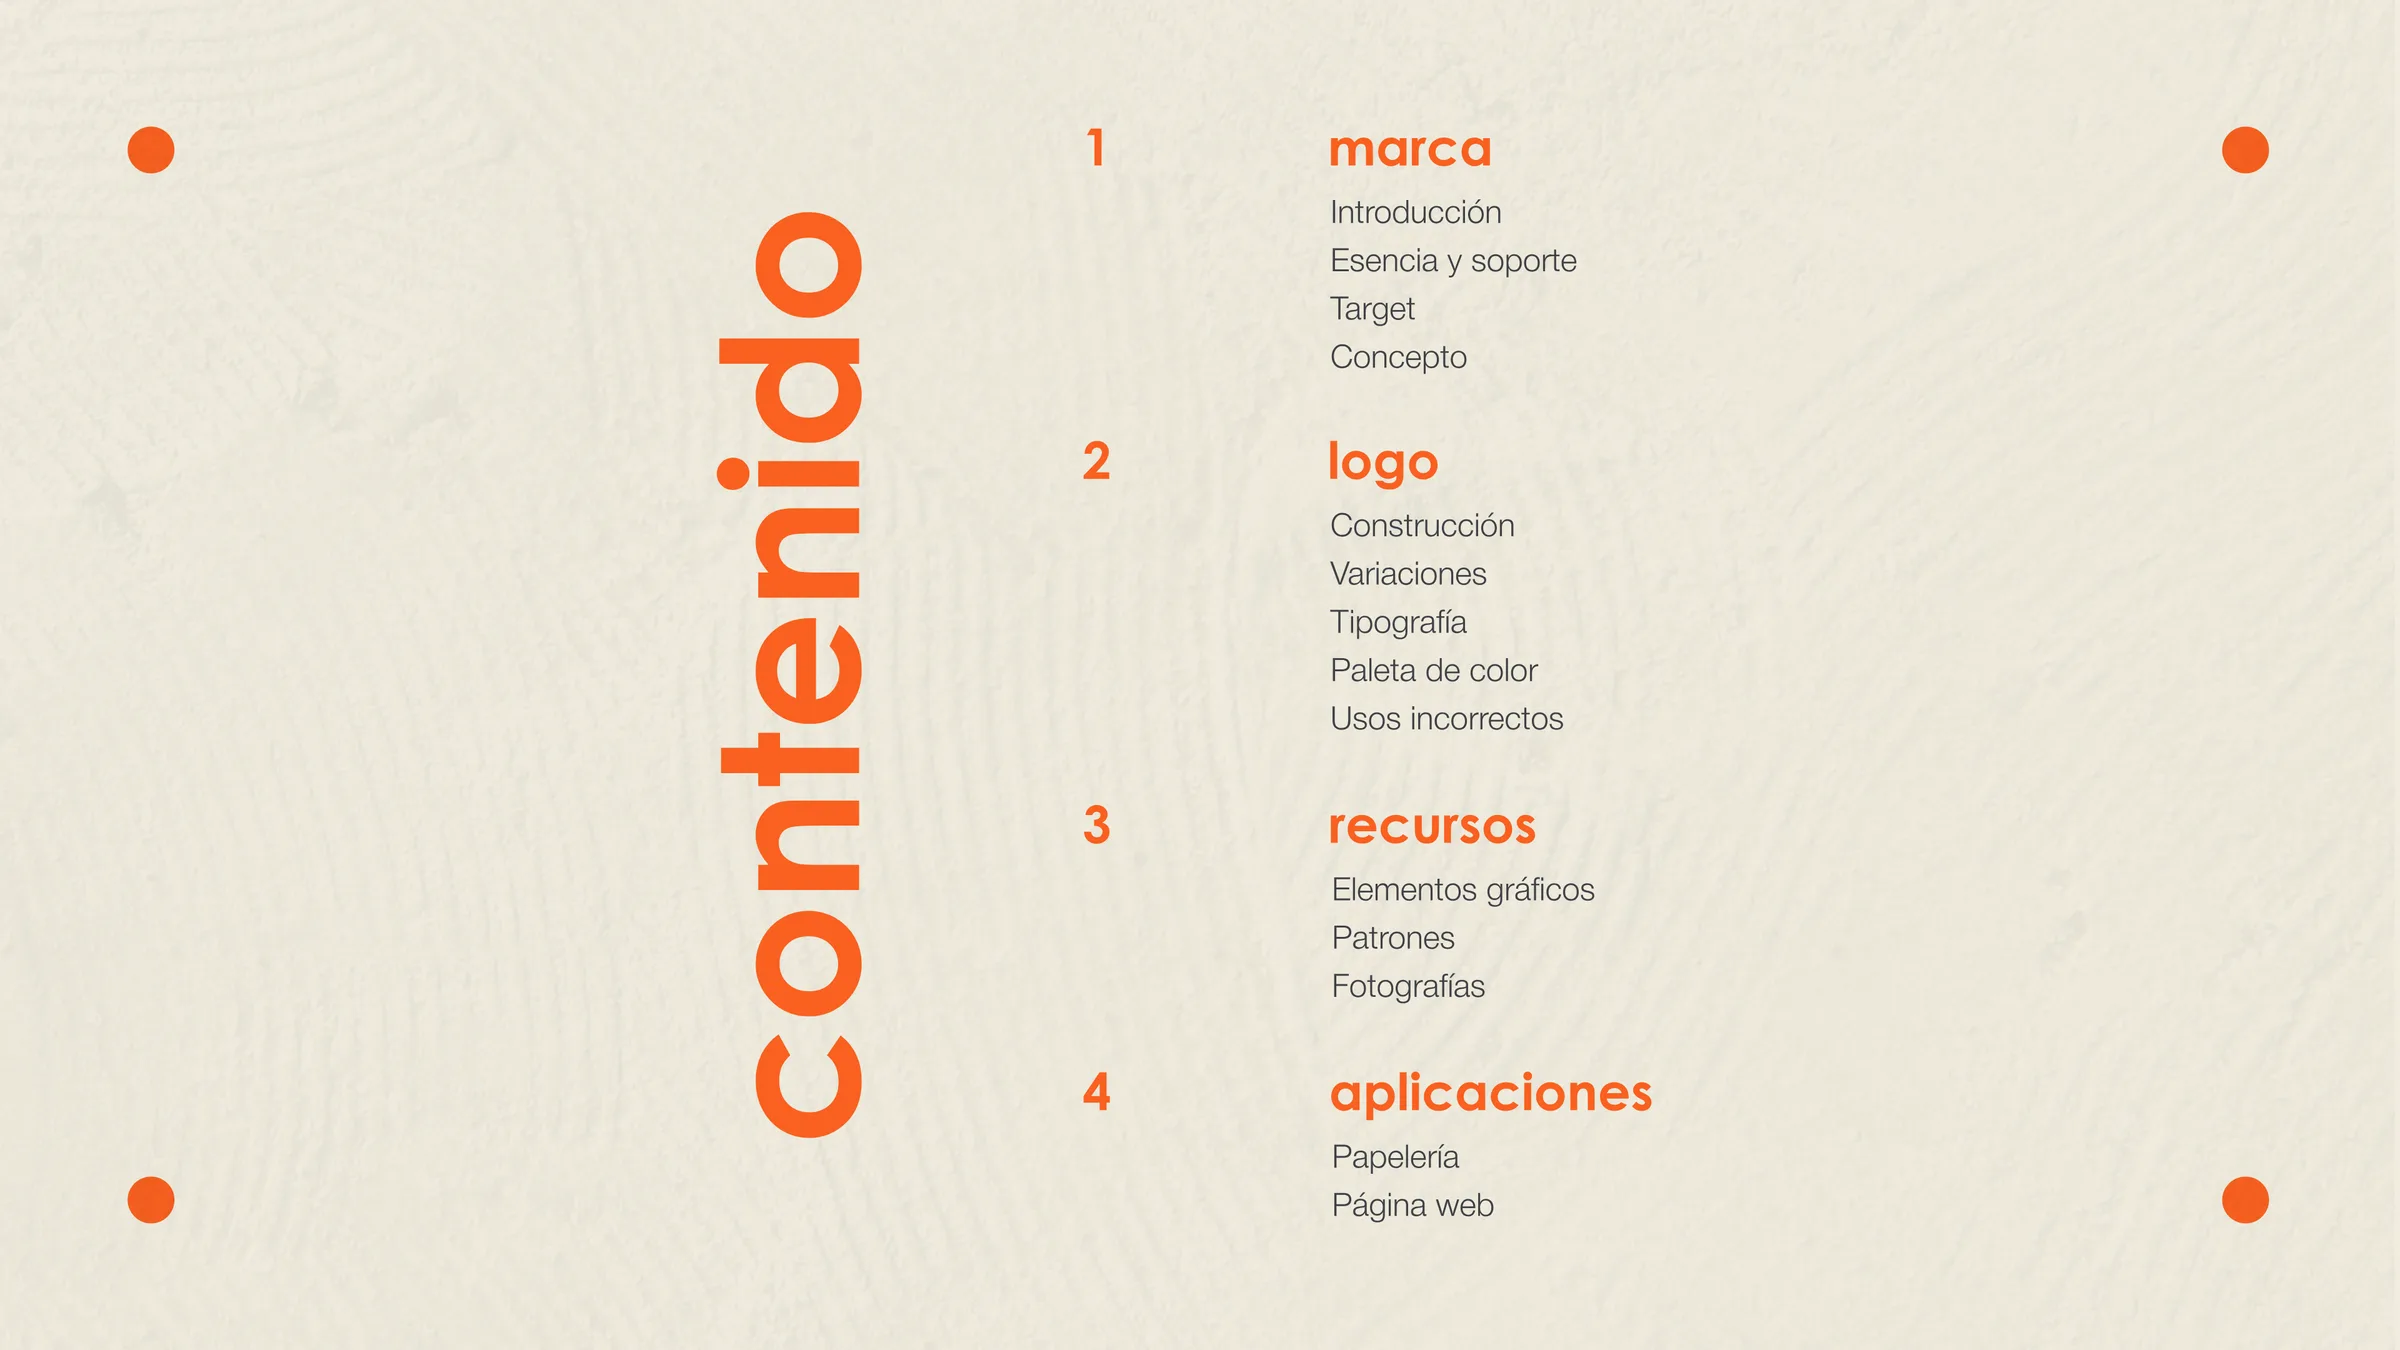 contenido
1 marca
Introducción
Esencia y soporte
Target
Concepto
2 logo
Construcción
Variaciones
Tipografía
Paleta de color
Usos incorrectos
3 recursos
Elementos gráficos
Patrones
Fotografías
4 aplicaciones
Papelería
Página web